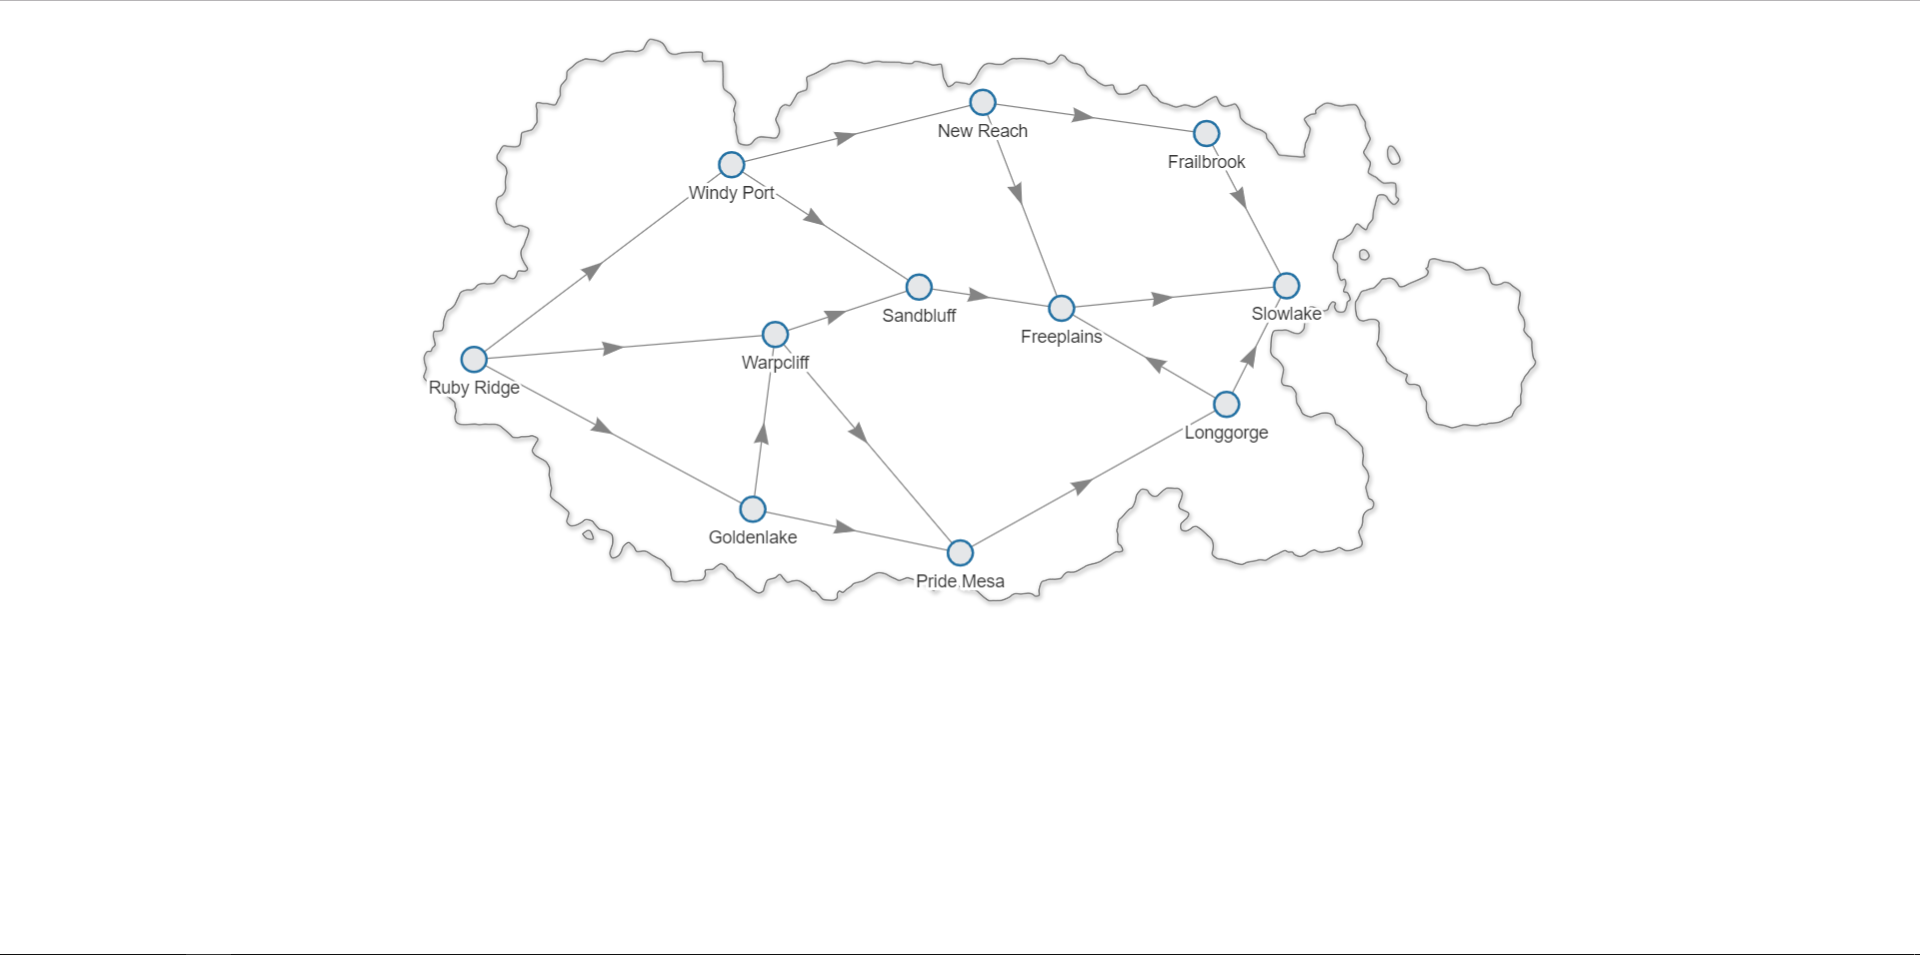 New Reach
Frailbrook
Windy Port
Sandbluff
Slowlake
Freeplains
Warpcliff
Ruby Ridge
Longgorge
Goldenlake
Pride Mesa